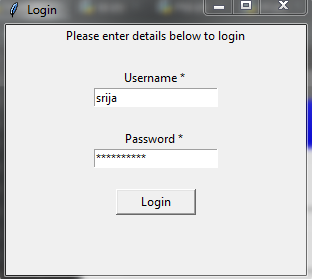 Login
Please enter details below to login
Username *
srija
Password *
**********
Login